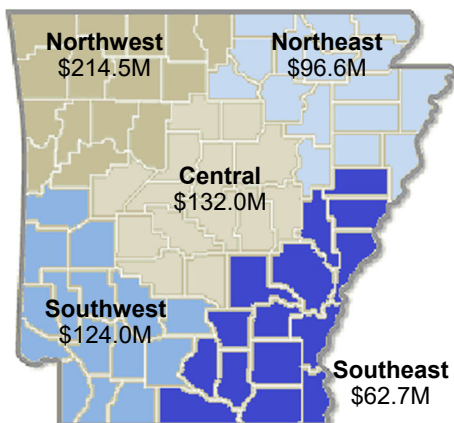 Northwest
$214.5M
Northeast
$96.6M
Central
$132.0M
Southwest
$124.0M
Southeast
$62.7M